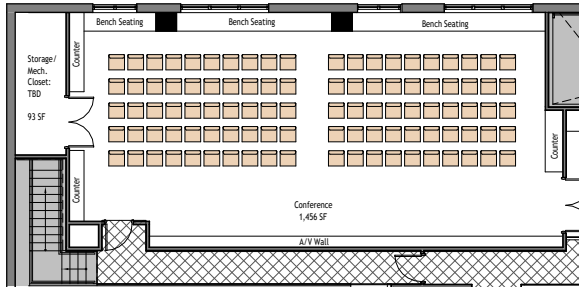 Bench Seating
Bench Seating
Bench Seating
Storage/
Mech.
Closet:
TBD
93 SF
Counter
Counter
Counter
Conference
1,456 SF
A/V Wall